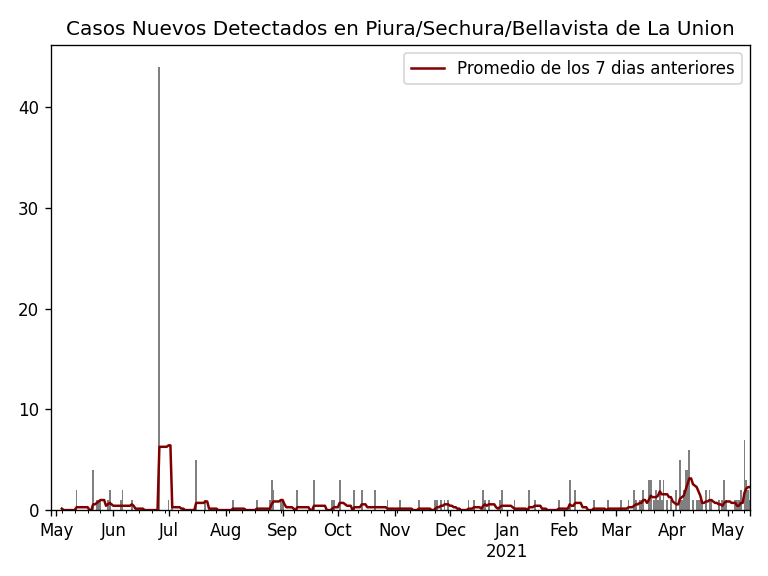 Casos Nuevos Detectados en Piura/Sechura/Bellavista de La Union
Promedio de los 7 dias anteriores
40
30
20
10
0
May Jun Jul Aug Sep Oct Nov Dec Jan Feb Mar Apr May
2021